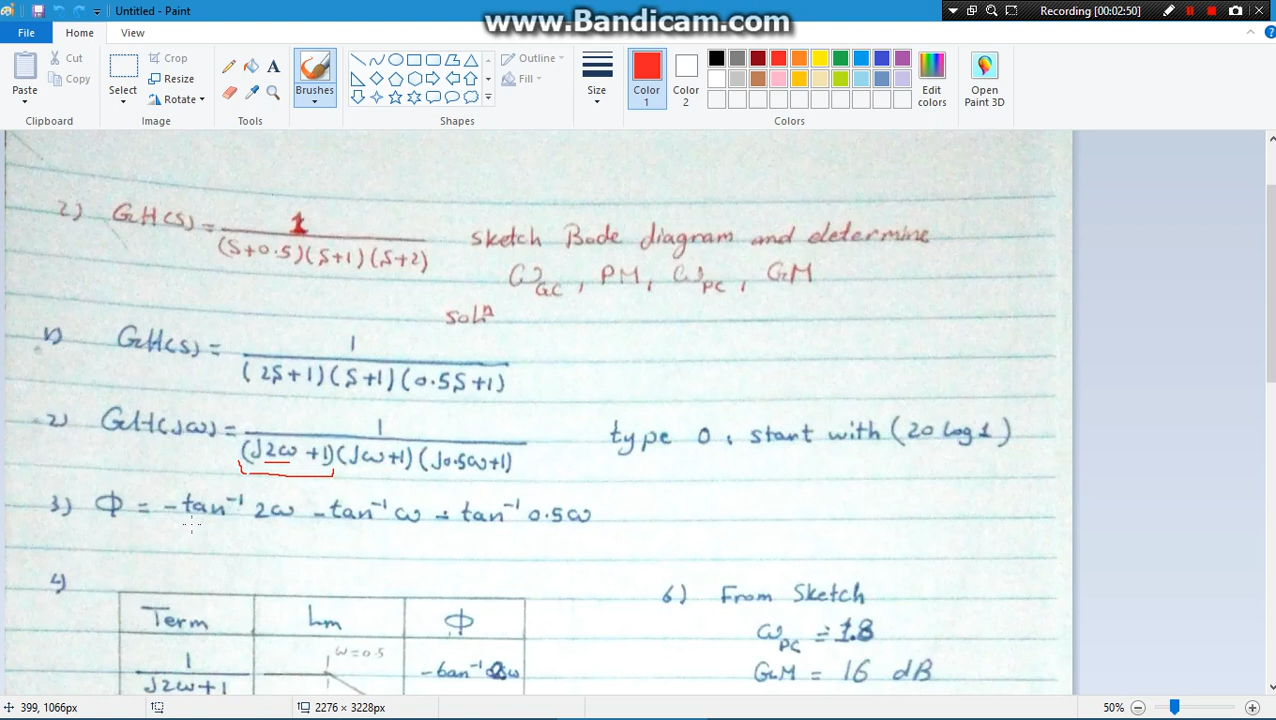 www.Bandicam.com
Untitled - Paint
Recording [00:02:50]
File
Home
View
Paste
Cut
Copy
Clipboard
Select
Crop
Resize
Rotate
Image
Tools
Brushes
Shapes
Outline
Fill
Size
Color 1
Color 2
Edit colors
Open Paint 3D
Colors
2) GH(S) = 1 / (S+0.5)(S+1)(S+2) sketch Bode diagram and determine
ωGC , PM, ωPC , GM
solⁿ
1) GH(S) = 1 / (2S+1)(S+1)(0.5S+1)
2) GH(Jω) = 1 / (J2ω+1)(Jω+1)(J0.5ω+1) type 0, start with (20 log 1)
3) Φ = -tan⁻¹ 2ω -tan⁻¹ ω - tan⁻¹ 0.5ω
4)
Term Lm Φ
1 / J2ω+1 ω=0.5 -tan⁻¹ 2ω
6) From Sketch
ωPC = 1.8
GM = 16 dB
399, 1066px
2276 × 3228px
50%